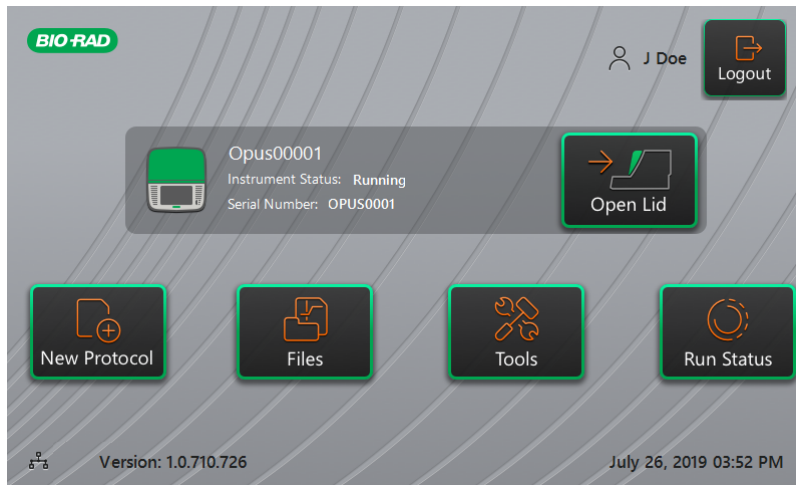 BIO-RAD
J Doe
Logout
Opus00001
Instrument Status: Running
Serial Number: OPUS0001
Open Lid
New Protocol
Files
Tools
Run Status
Version: 1.0.710.726
July 26, 2019 03:52 PM